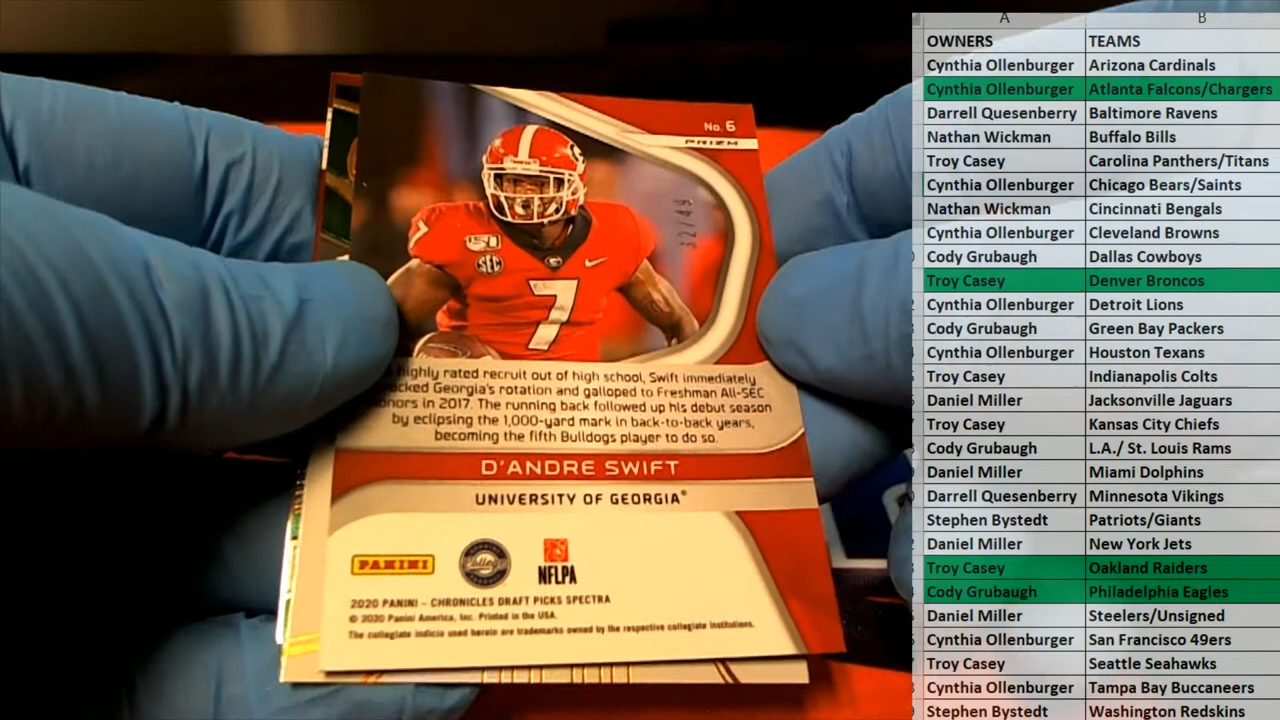 No. 6
PRIZM
32/49
7
150
SEC
G
7
highly rated recruit out of high school, Swift immediately
Georgia's rotation and galloped to Freshman All-SEC
in 2017. The running back followed up his debut season
by eclipsing the 1,000-yard mark in back-to-back years,
becoming the fifth Bulldogs player to do so.
D'ANDRE SWIFT
UNIVERSITY OF GEORGIA®
PANINI
NFLPA
2020 PANINI - CHRONICLES DRAFT PICKS SPECTRA
© 2020 Panini America, Inc. Printed in the USA.
The collegiate indicia used herein are trademarks owned by the respective collegiate institutions.
A B
OWNERS TEAMS
Cynthia Ollenburger Arizona Cardinals
Cynthia Ollenburger Atlanta Falcons/Chargers
Darrell Quesenberry Baltimore Ravens
Nathan Wickman Buffalo Bills
Troy Casey Carolina Panthers/Titans
Cynthia Ollenburger Chicago Bears/Saints
Nathan Wickman Cincinnati Bengals
Cynthia Ollenburger Cleveland Browns
Cody Grubaugh Dallas Cowboys
Troy Casey Denver Broncos
Cynthia Ollenburger Detroit Lions
Cody Grubaugh Green Bay Packers
Cynthia Ollenburger Houston Texans
Troy Casey Indianapolis Colts
Daniel Miller Jacksonville Jaguars
Troy Casey Kansas City Chiefs
Cody Grubaugh L.A./ St. Louis Rams
Daniel Miller Miami Dolphins
Darrell Quesenberry Minnesota Vikings
Stephen Bystedt Patriots/Giants
Daniel Miller New York Jets
Troy Casey Oakland Raiders
Cody Grubaugh Philadelphia Eagles
Daniel Miller Steelers/Unsigned
Cynthia Ollenburger San Francisco 49ers
Troy Casey Seattle Seahawks
Cynthia Ollenburger Tampa Bay Buccaneers
Stephen Bystedt Washington Redskins